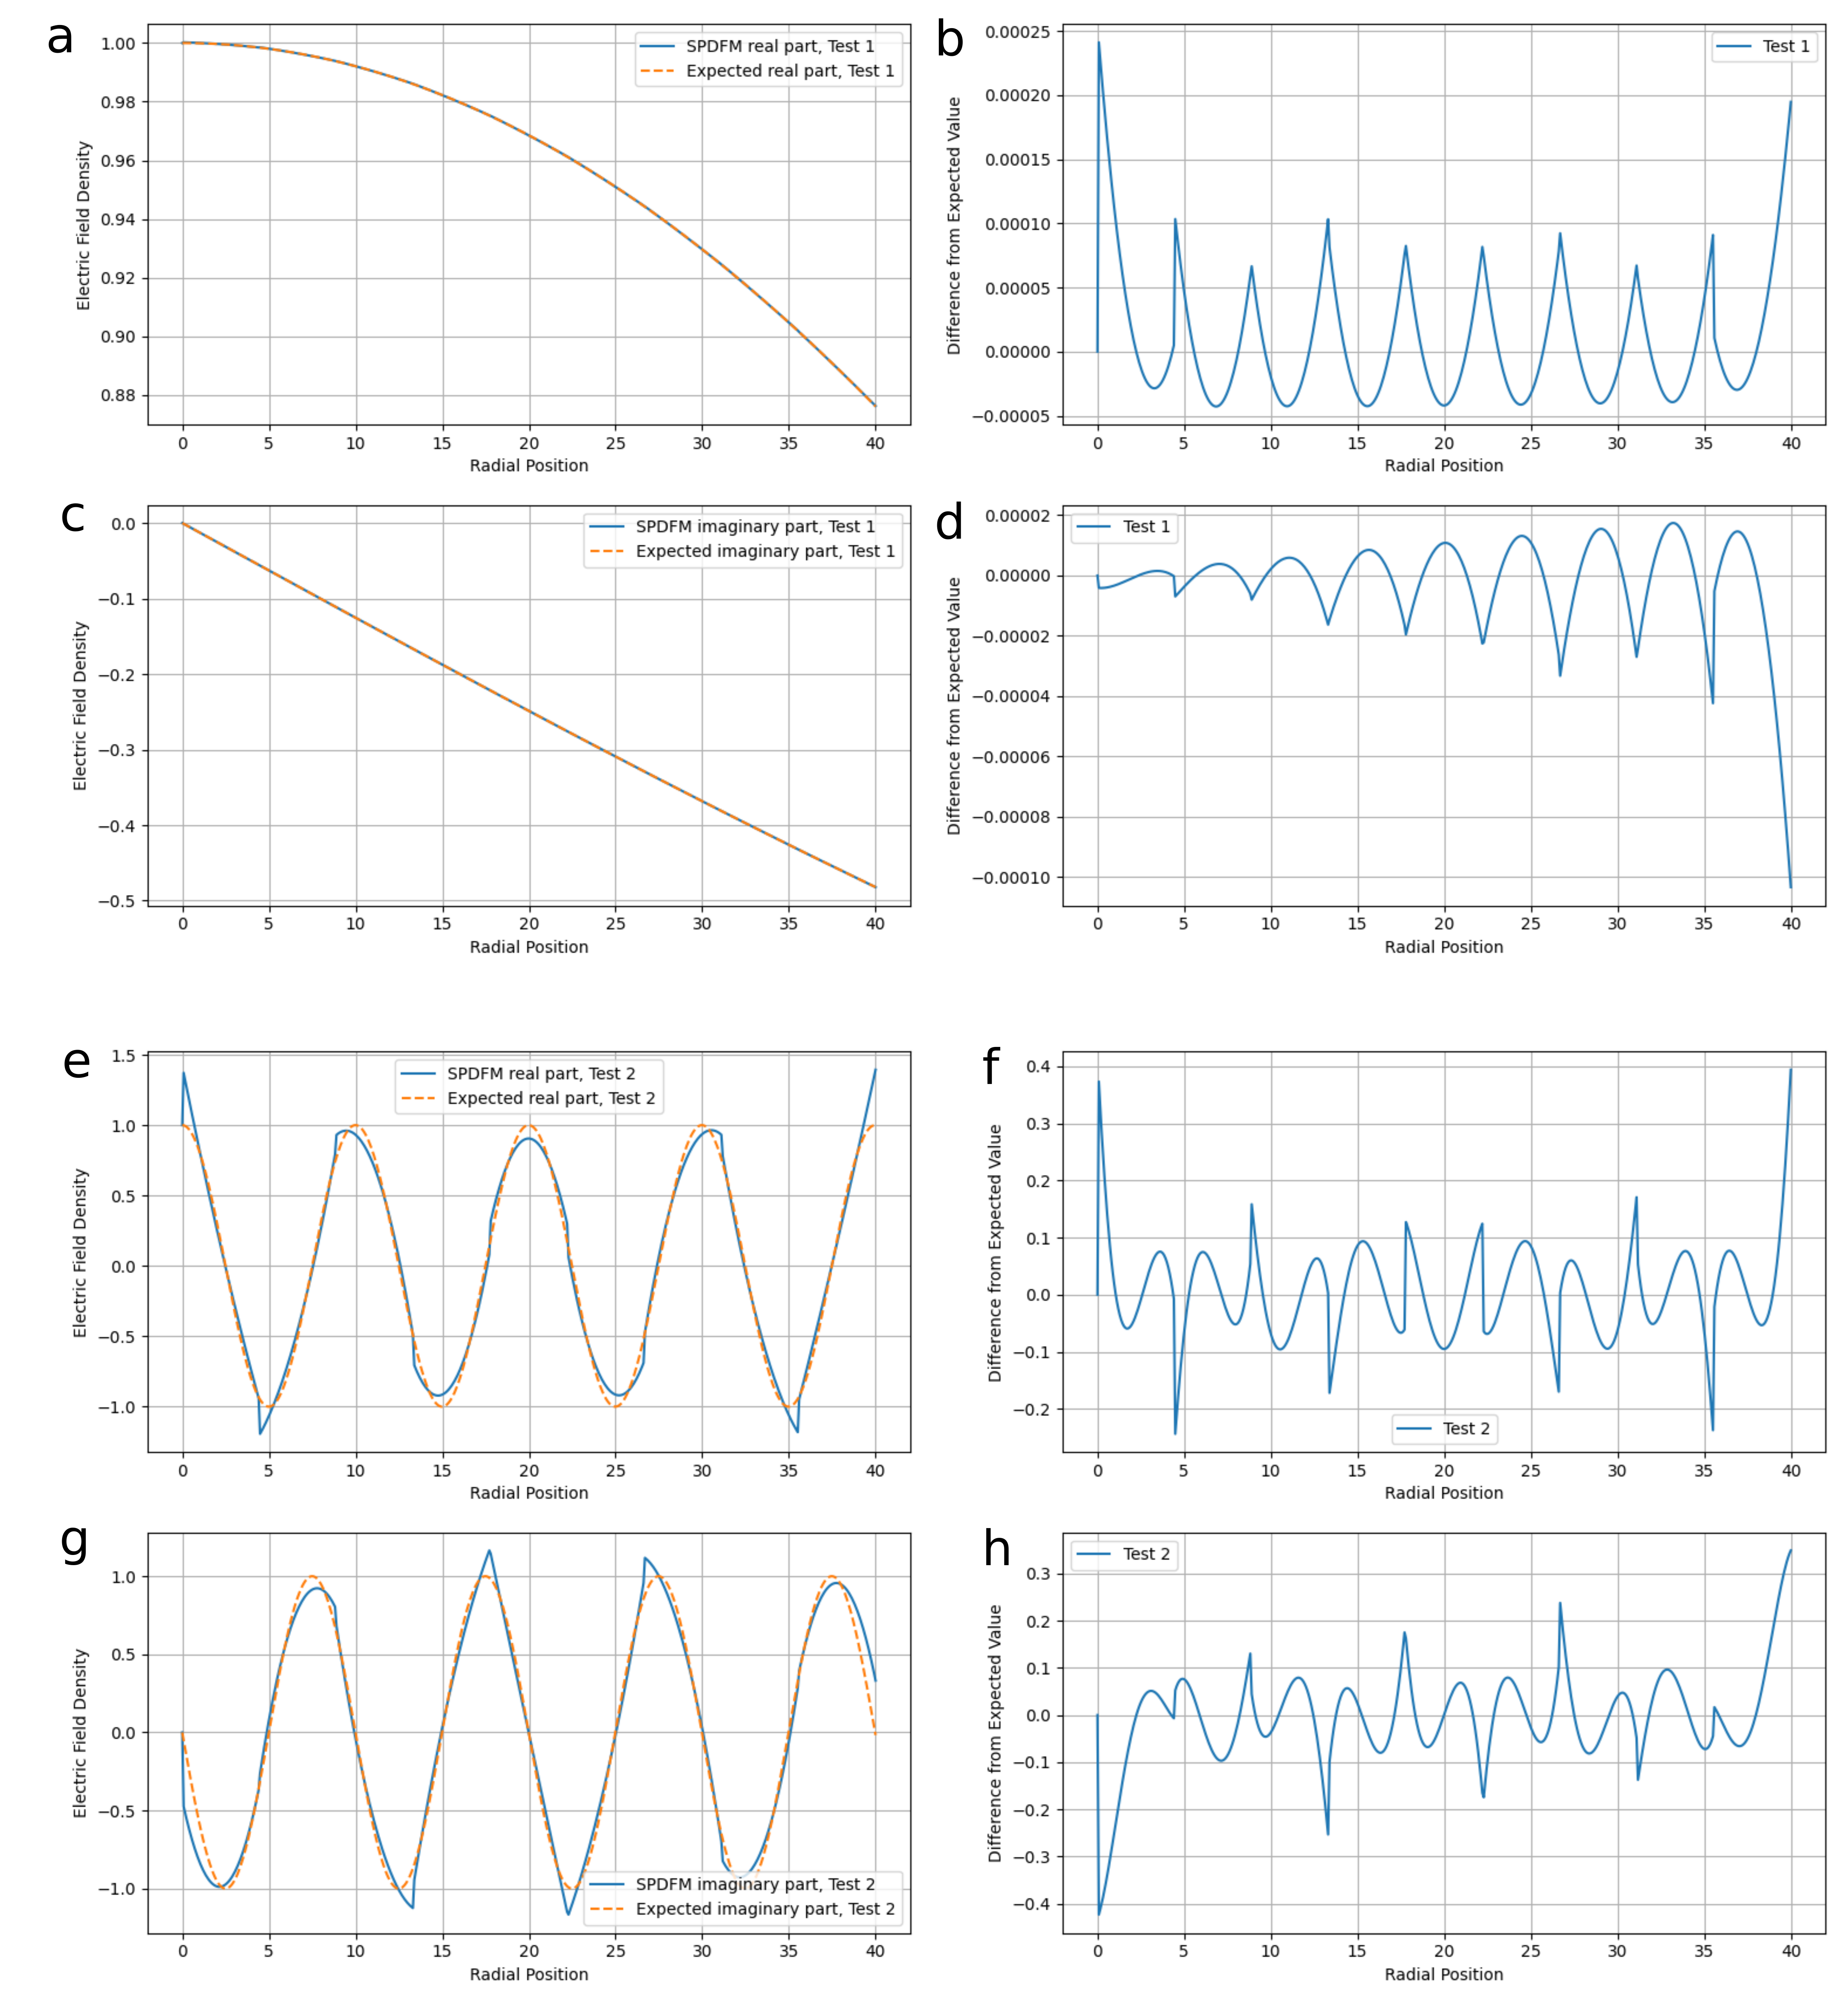 a
SPDFM real part, Test 1
Expected real part, Test 1
1.00
0.98
0.96
0.94
0.92
0.90
0.88
Electric Field Density
0 5 10 15 20 25 30 35 40
Radial Position
b
Test 1
0.00025
0.00020
0.00015
0.00010
0.00005
0.00000
−0.00005
Difference from Expected Value
0 5 10 15 20 25 30 35 40
Radial Position
c
SPDFM imaginary part, Test 1
Expected imaginary part, Test 1
0.0
−0.1
−0.2
−0.3
−0.4
−0.5
Electric Field Density
0 5 10 15 20 25 30 35 40
Radial Position
d
Test 1
0.00002
0.00000
−0.00002
−0.00004
−0.00006
−0.00008
−0.00010
Difference from Expected Value
0 5 10 15 20 25 30 35 40
Radial Position
e
SPDFM real part, Test 2
Expected real part, Test 2
1.5
1.0
0.5
0.0
−0.5
−1.0
Electric Field Density
0 5 10 15 20 25 30 35 40
Radial Position
f
0.4
0.3
0.2
0.1
0.0
−0.1
−0.2
Difference from Expected Value
Test 2
0 5 10 15 20 25 30 35 40
Radial Position
g
1.0
0.5
0.0
−0.5
−1.0
Electric Field Density
SPDFM imaginary part, Test 2
Expected imaginary part, Test 2
0 5 10 15 20 25 30 35 40
Radial Position
h
Test 2
0.3
0.2
0.1
0.0
−0.1
−0.2
−0.3
−0.4
Difference from Expected Value
0 5 10 15 20 25 30 35 40
Radial Position